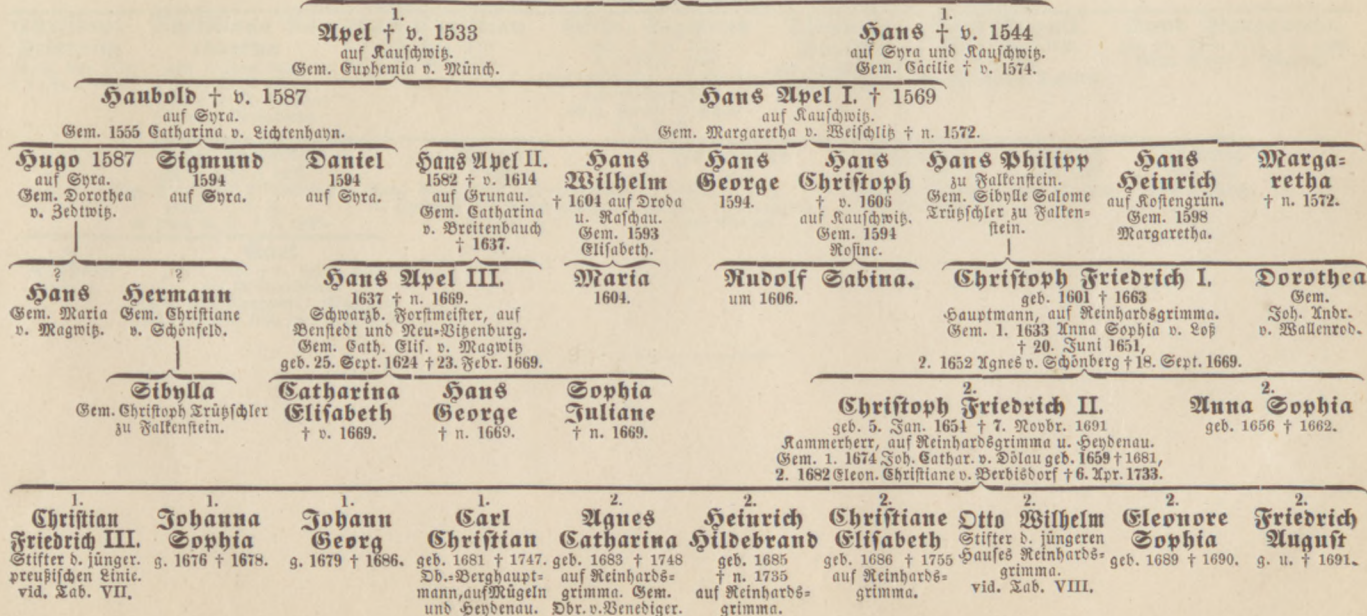 1.
Apel † v. 1533
auf Kauschwitz.
Gem. Euphemia v. Münch.
1.
Hans † v. 1544
auf Syra und Kauschwitz.
Gem. Cäcilie † v. 1574.
Haubold † v. 1587
auf Syra.
Gem. 1555 Catharina v. Lichtenhayn.
Hans Apel I. † 1569
auf Kauschwitz.
Gem. Margaretha v. Weischlitz † n. 1572.
Hugo 1587
auf Syra.
Gem. Dorothea
v. Zedtwitz.
Sigmund
1594
auf Syra.
Daniel
1594
auf Syra.
Hans Apel II.
1582 † v. 1614
auf Grunau.
Gem. Catharina
v. Breitenbauch
† 1637.
Hans
Wilhelm
† 1604 auf Droda
u. Raschau.
Gem. 1593
Elisabeth.
Hans
George
1594.
Hans
Christoph
† v. 1606
auf Kauschwitz.
Gem. 1594
Rosine.
Hans Philipp
zu Falkenstein.
Gem. Sibylle Salome
Trützschler zu Falken-
stein.
Hans
Heinrich
auf Kostengrün.
Gem. 1598
Margaretha.
Marga-
retha
† n. 1572.
?
Hans
Gem. Maria
v. Magwitz.
?
Hermann
Gem. Christiane
v. Schönfeld.
Hans Apel III.
1637 † n. 1669.
Schwarzb. Forstmeister, auf
Benstedt und Neu-Vitzenburg.
Gem. Cath. Elis. v. Magwitz
geb. 25. Sept. 1624 † 23. Febr. 1669.
Maria
1604.
Rudolf
um 1606.
Sabina.
Christoph Friedrich I.
geb. 1601 † 1663
Hauptmann, auf Reinhardsgrimma.
Gem. 1. 1633 Anna Sophia v. Loß
† 20. Juni 1651,
2. 1652 Agnes v. Schönberg † 18. Sept. 1669.
Dorothea
Gem.
Joh. Andr.
v. Wallenrod.
Sibylla
Gem. Christoph Trützschler
zu Falkenstein.
Catharina
Elisabeth
† v. 1669.
Hans
George
† n. 1669.
Sophia
Juliane
† n. 1669.
2.
Christoph Friedrich II.
geb. 5. Jan. 1654 † 7. Novbr. 1691
Kammerherr, auf Reinhardsgrimma u. Heydenau.
Gem. 1. 1674 Joh. Cathar. v. Dölau geb. 1659 † 1681,
2. 1682 Eleon. Christiane v. Berbisdorf † 6. Apr. 1733.
2.
Anna Sophia
geb. 1656 † 1662.
1.
Christian
Friedrich III.
Stifter d. jünger.
preußischen Linie.
vid. Tab. VII.
1.
Johanna
Sophia
g. 1676 † 1678.
1.
Johann
Georg
g. 1679 † 1686.
1.
Carl
Christian
geb. 1681 † 1747.
Ob.-Berghaupt-
mann, auf Mügeln
und Heydenau.
2.
Agnes
Catharina
geb. 1683 † 1748
auf Reinhards-
grimma. Gem.
Obr. v. Venediger.
2.
Heinrich
Hildebrand
geb. 1685
† n. 1735
auf Reinhards-
grimma.
2.
Christiane
Elisabeth
geb. 1686 † 1755
auf Reinhards-
grimma.
2.
Otto Wilhelm
Stifter d. jüngeren
Hauses Reinhards-
grimma.
vid. Tab. VIII.
2.
Eleonore
Sophia
geb. 1689 † 1690.
2.
Friedrich
August
g. u. † 1691.